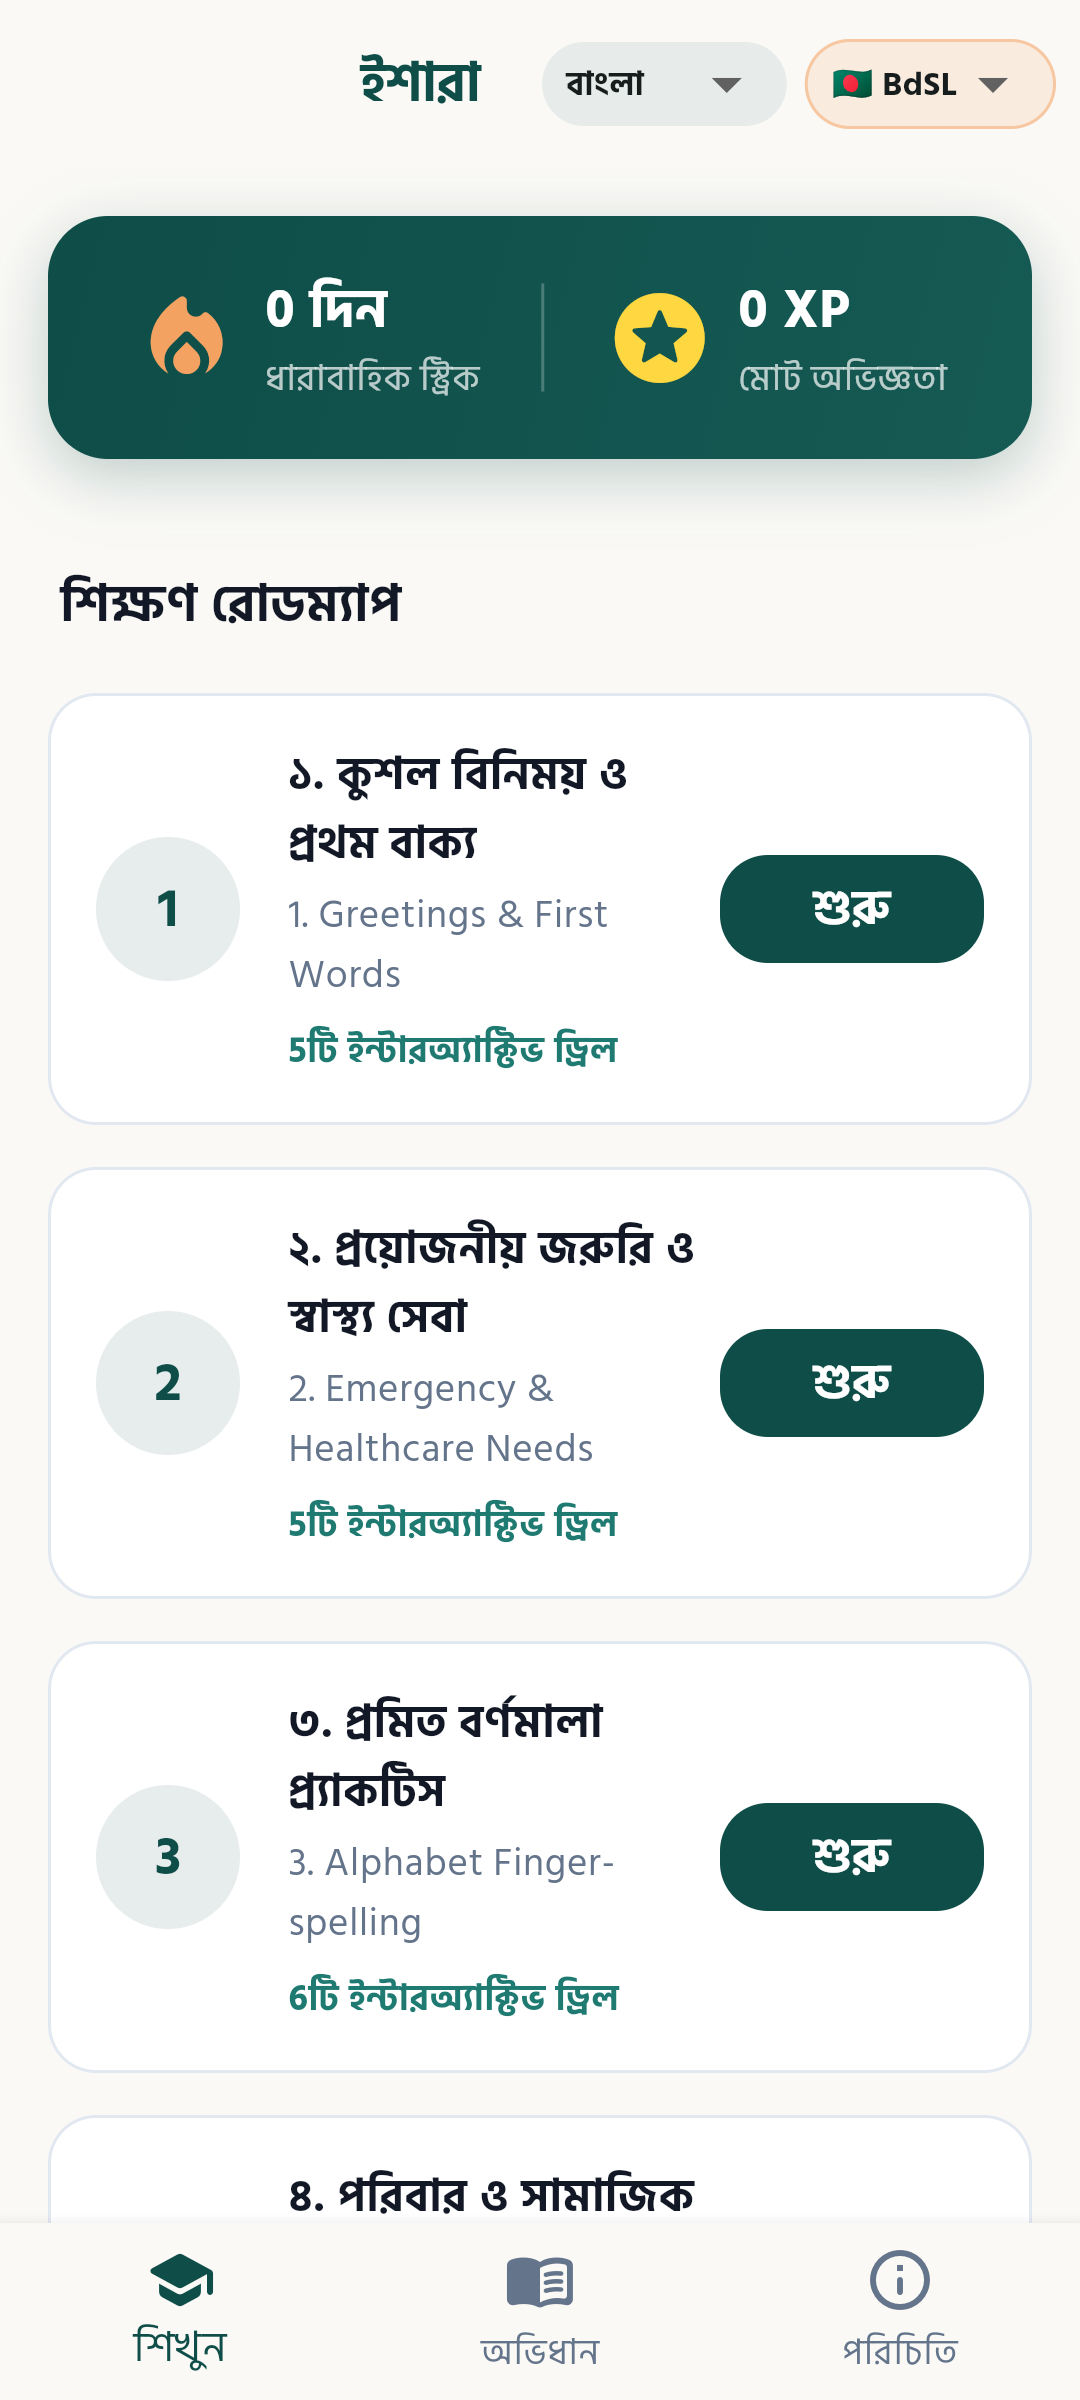 ইশারা
বাংলা
🇧🇩 BdSL
0 দিন
ধারাবাহিক স্ট্রিক
0 XP
মোট অভিজ্ঞতা
শিক্ষণ রোডম্যাপ
1
১. কুশল বিনিময় ও
প্রথম বাক্য
1. Greetings & First
Words
5টি ইন্টারঅ্যাক্টিভ ড্রিল
শুরু
2
২. প্রয়োজনীয় জরুরি ও
স্বাস্থ্য সেবা
2. Emergency &
Healthcare Needs
5টি ইন্টারঅ্যাক্টিভ ড্রিল
শুরু
3
৩. প্রমিত বর্ণমালা
প্র্যাকটিস
3. Alphabet Finger-
spelling
6টি ইন্টারঅ্যাক্টিভ ড্রিল
শুরু
৪. পরিবার ও সামাজিক
শিখুন
অভিধান
পরিচিতি